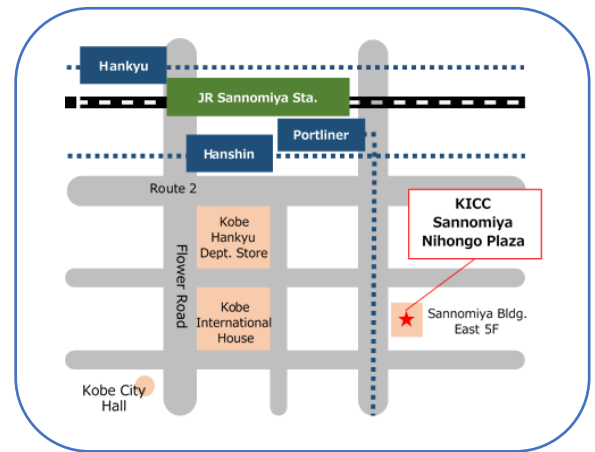 Hankyu
JR Sannomiya Sta.
Portliner
Hanshin
Route 2
KICC
Sannomiya
Nihongo Plaza
Kobe
Hankyu
Dept. Store
Flower Road
Kobe
International
House
Sannomiya Bldg.
East 5F
Kobe City
Hall